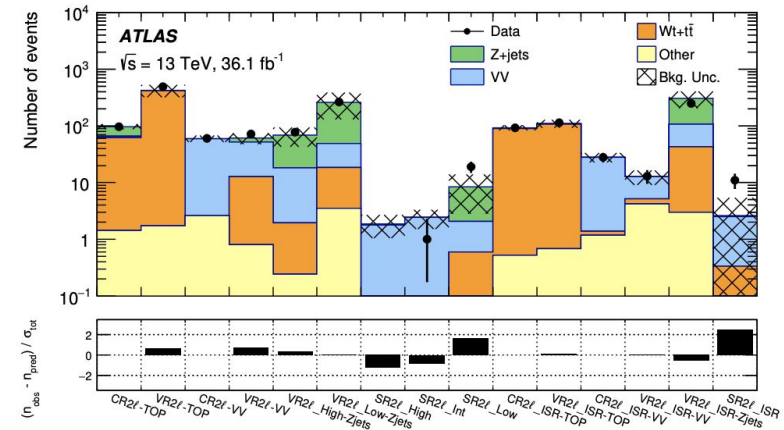 ATLAS
√s = 13 TeV, 36.1 fb⁻¹
Data
Z+jets
VV
Wt+tt̄
Other
Bkg. Unc.
Number of events
10³
10⁴
10²
10
1
10⁻¹
(n_obs - n_pred) / σ_tot
2
0
−2
CR2ℓ-TOP
VR2ℓ-TOP
CR2ℓ-VV
VR2ℓ-VV
VR2ℓ_High-Zjets
VR2ℓ_Low-Zjets
SR2ℓ_High
SR2ℓ_Int
SR2ℓ_Low
CR2ℓ_ISR-TOP
VR2ℓ_ISR-TOP
CR2ℓ_ISR-VV
VR2ℓ_ISR-VV
VR2ℓ_ISR-Zjets
SR2ℓ_ISR